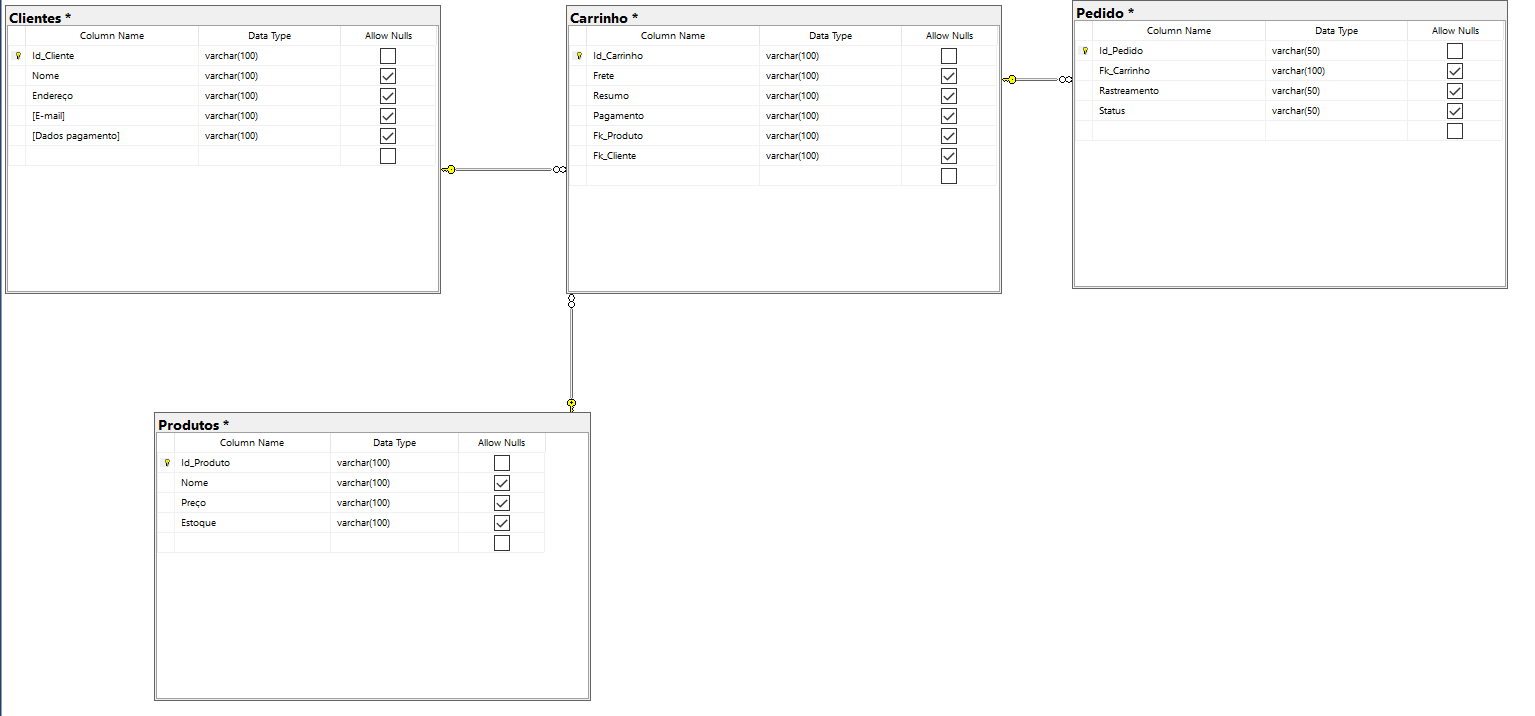 Clientes *
Column Name Data Type Allow Nulls
Id_Cliente varchar(100)
Nome varchar(100)
Endereço varchar(100)
[E-mail] varchar(100)
[Dados pagamento] varchar(100)
Carrinho *
Column Name Data Type Allow Nulls
Id_Carrinho varchar(100)
Frete varchar(100)
Resumo varchar(100)
Pagamento varchar(100)
Fk_Produto varchar(100)
Fk_Cliente varchar(100)
Pedido *
Column Name Data Type Allow Nulls
Id_Pedido varchar(50)
Fk_Carrinho varchar(100)
Rastreamento varchar(50)
Status varchar(50)
Produtos *
Column Name Data Type Allow Nulls
Id_Produto varchar(100)
Nome varchar(100)
Preço varchar(100)
Estoque varchar(100)